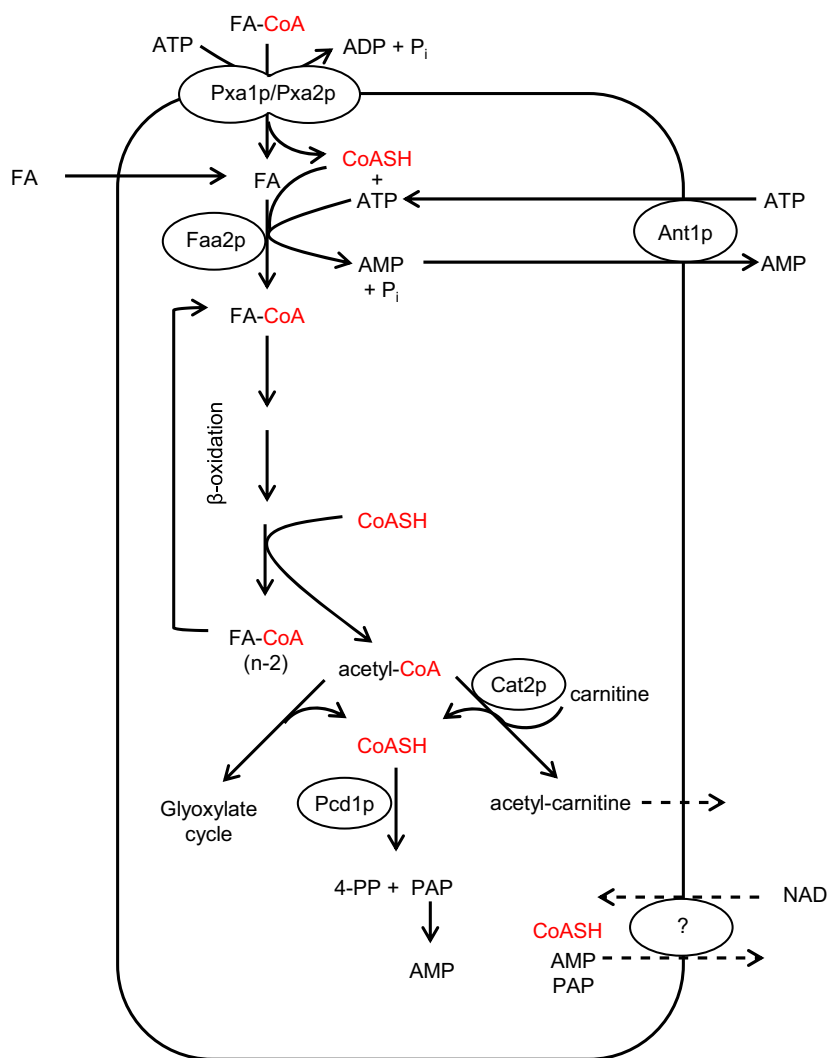 FA-CoA
ATP
ADP + Pi
Pxa1p/Pxa2p
CoASH
+
ATP
FA
FA
ATP
Faa2p
Ant1p
AMP
+ Pi
AMP
FA-CoA
β-oxidation
CoASH
FA-CoA
(n-2)
acetyl-CoA
Cat2p
carnitine
CoASH
Glyoxylate
cycle
Pcd1p
acetyl-carnitine
4-PP + PAP
AMP
NAD
CoASH
?
AMP
PAP